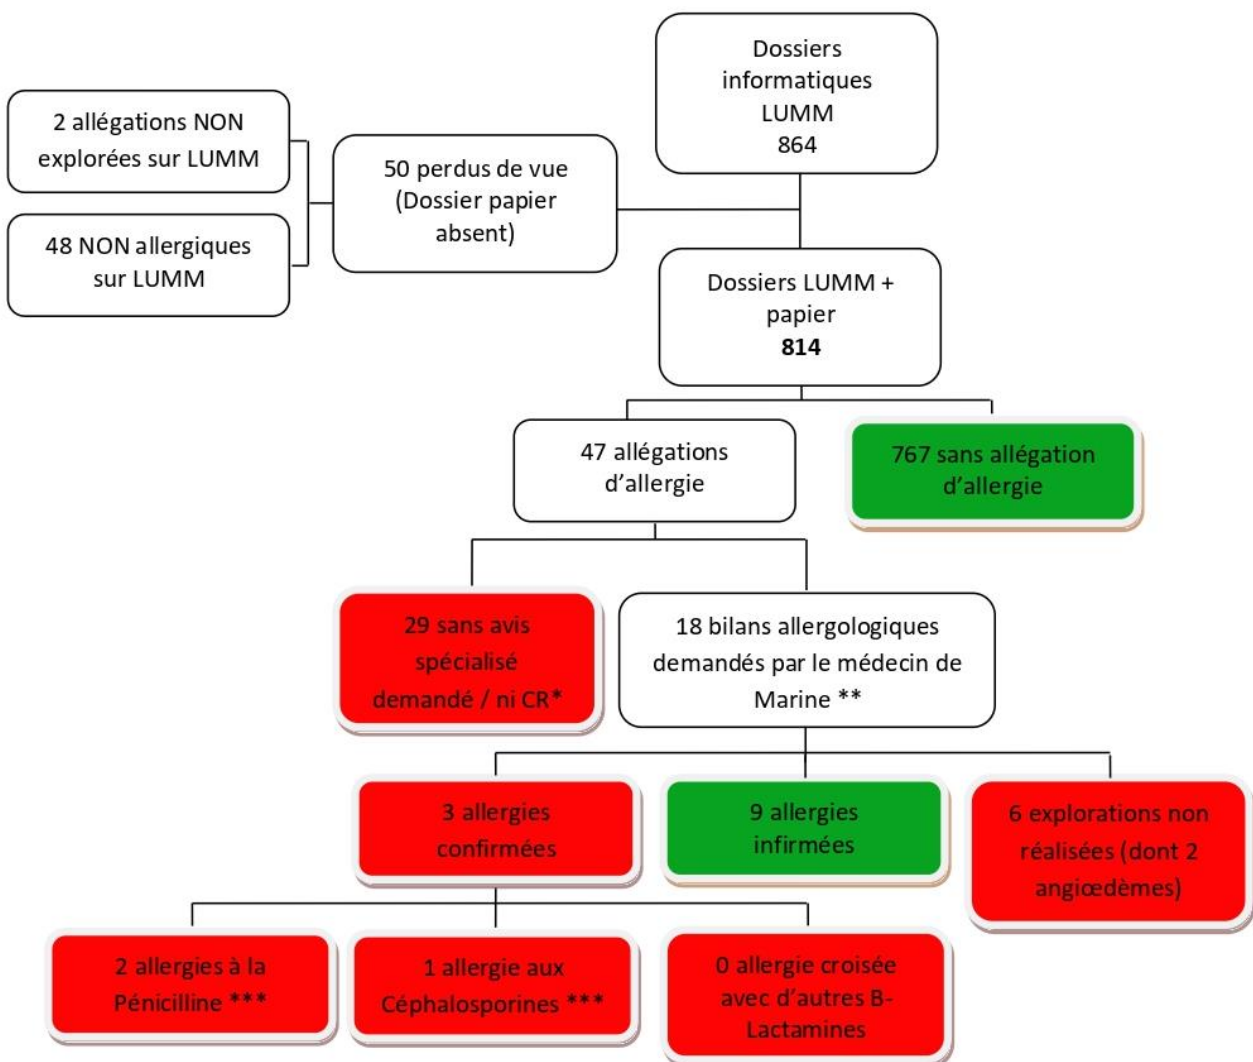 Dossiers
informatiques
LUMM
864
2 allégations NON
explorées sur LUMM
50 perdus de vue
(Dossier papier
absent)
48 NON allergiques
sur LUMM
Dossiers LUMM +
papier
814
47 allégations
d’allergie
767 sans allégation
d’allergie
29 sans avis
spécialisé
demandé / ni CR*
18 bilans allergologiques
demandés par le médecin de
Marine **
3 allergies
confirmées
9 allergies
infirmées
6 explorations non
réalisées (dont 2
angiœdèmes)
2 allergies à la
Pénicilline ***
1 allergie aux
Céphalosporines ***
0 allergie croisée
avec d’autres B-
Lactamines